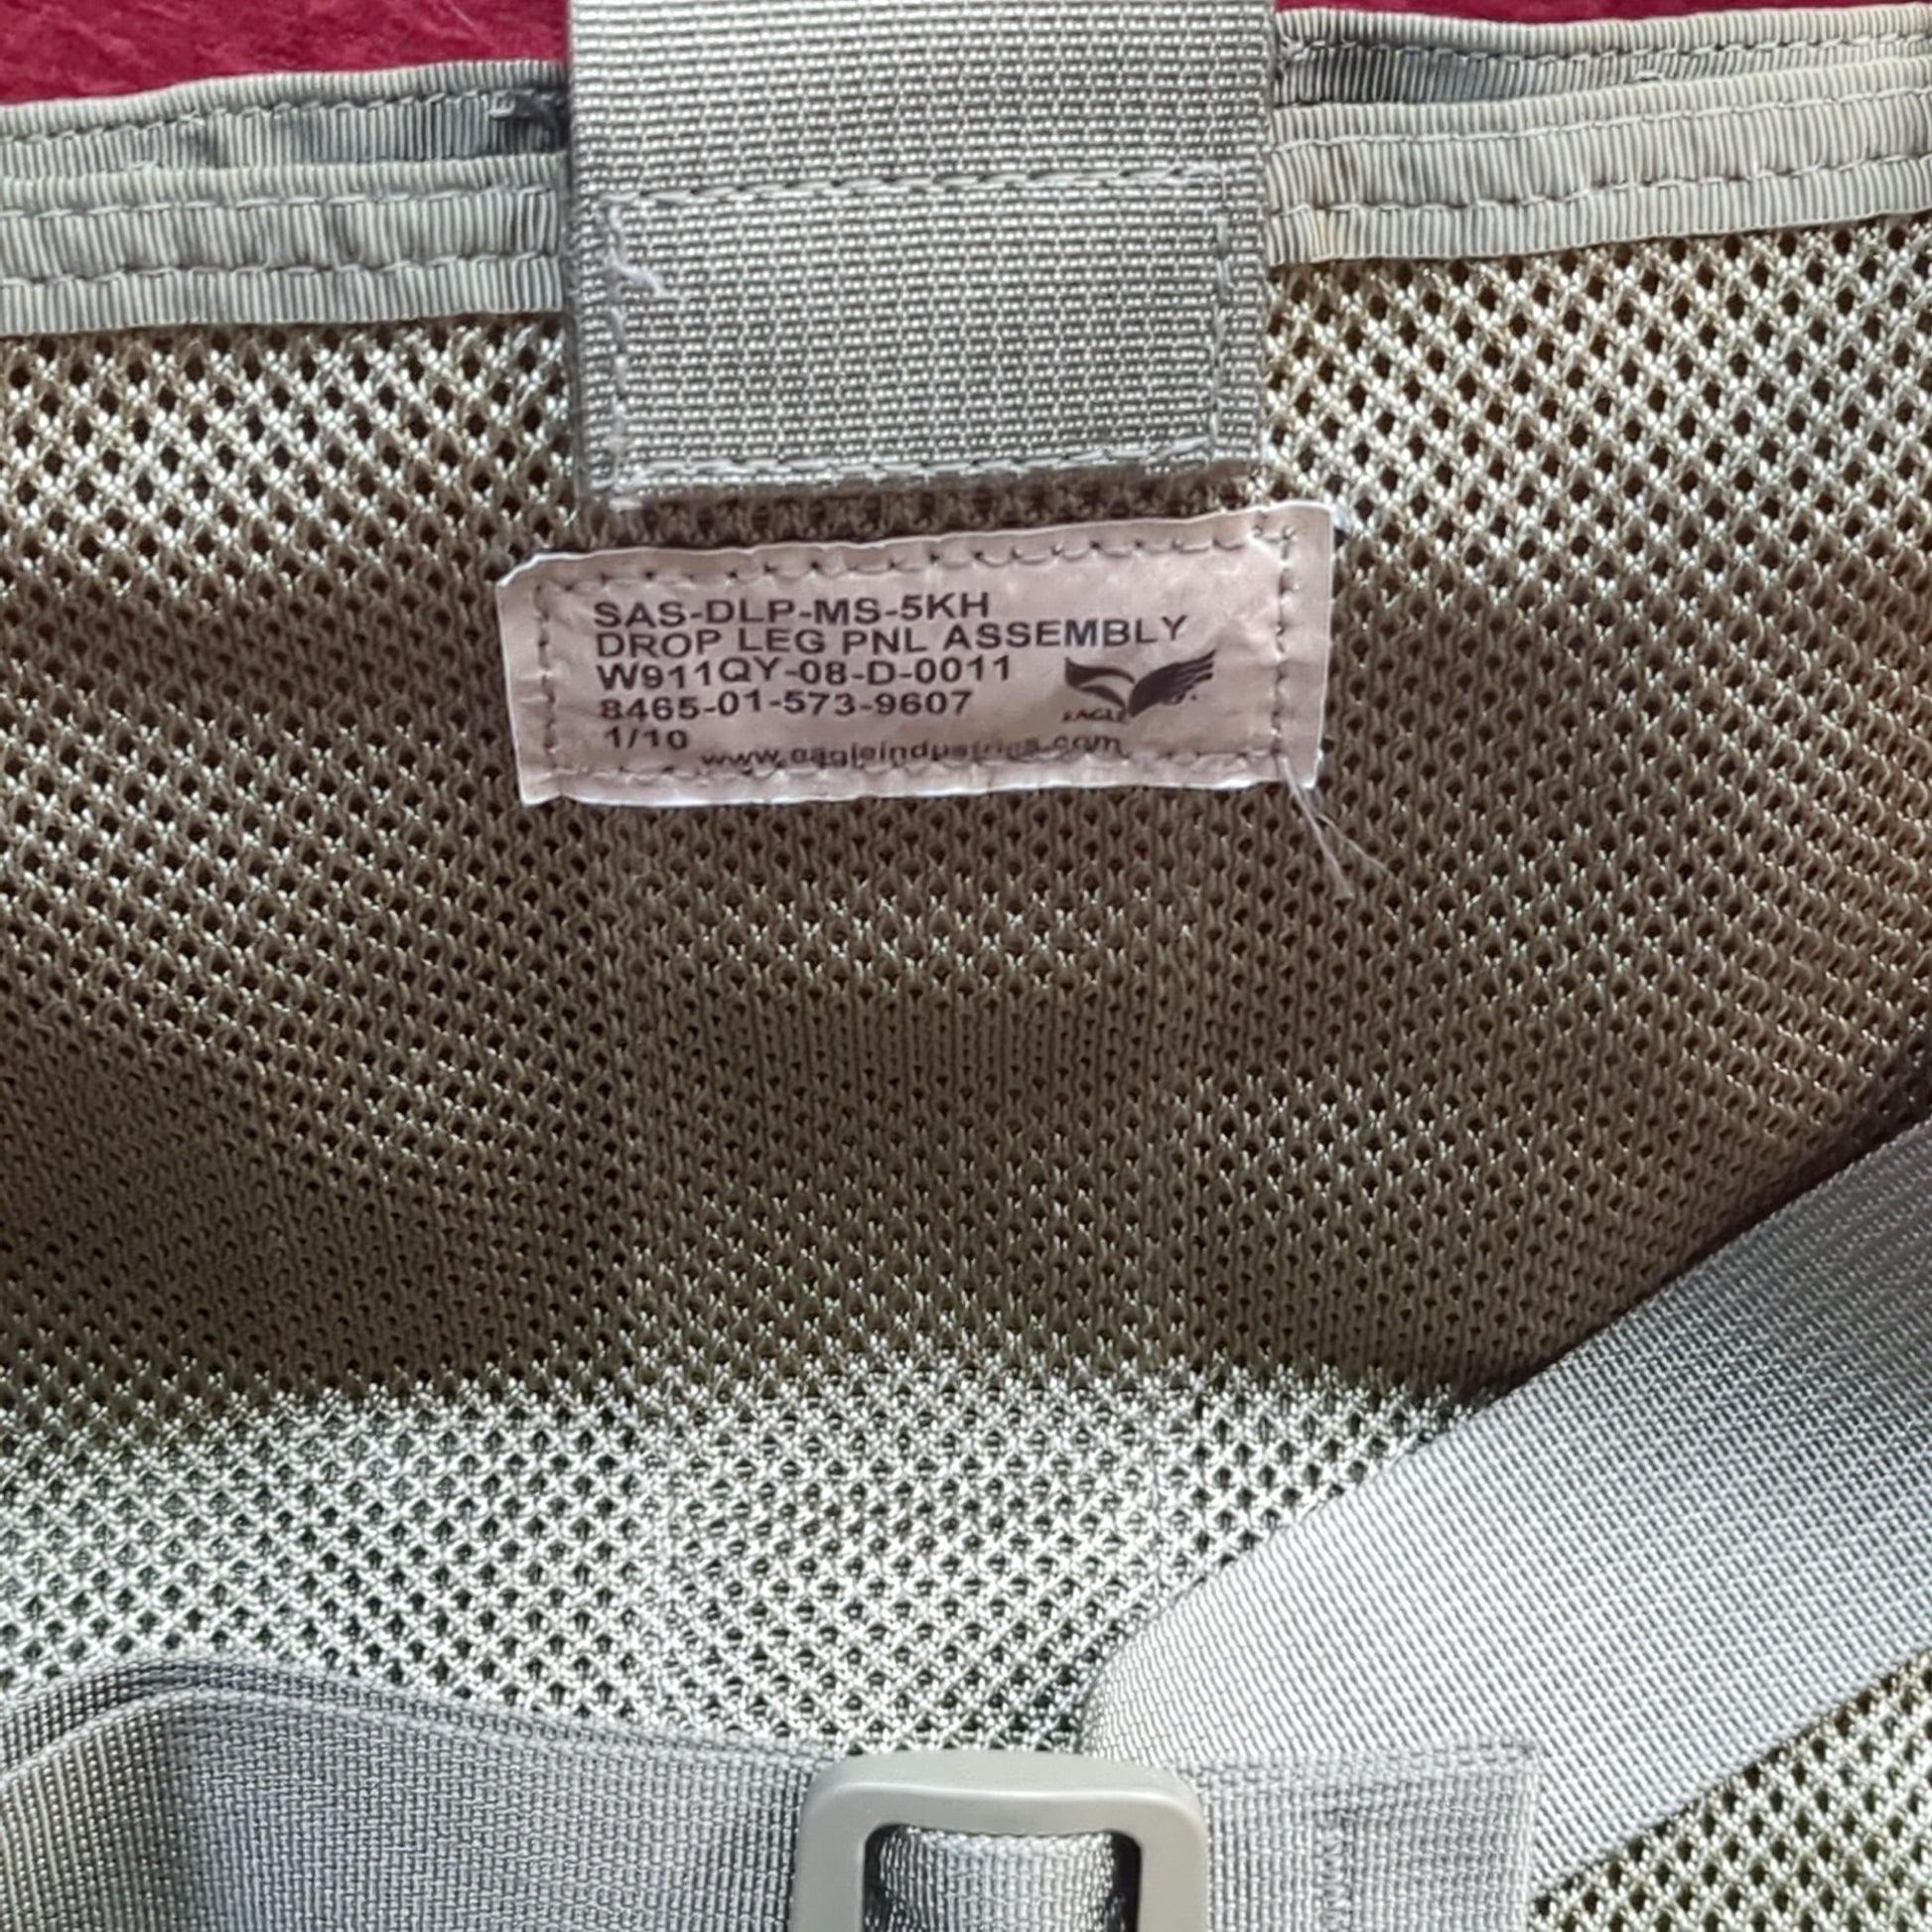 SAS-DLP-MS-5KH
DROP LEG PNL ASSEMBLY
W911QY-08-D-0011
8465-01-573-9607
EAGLE
1/10
www.eagleindustries.com